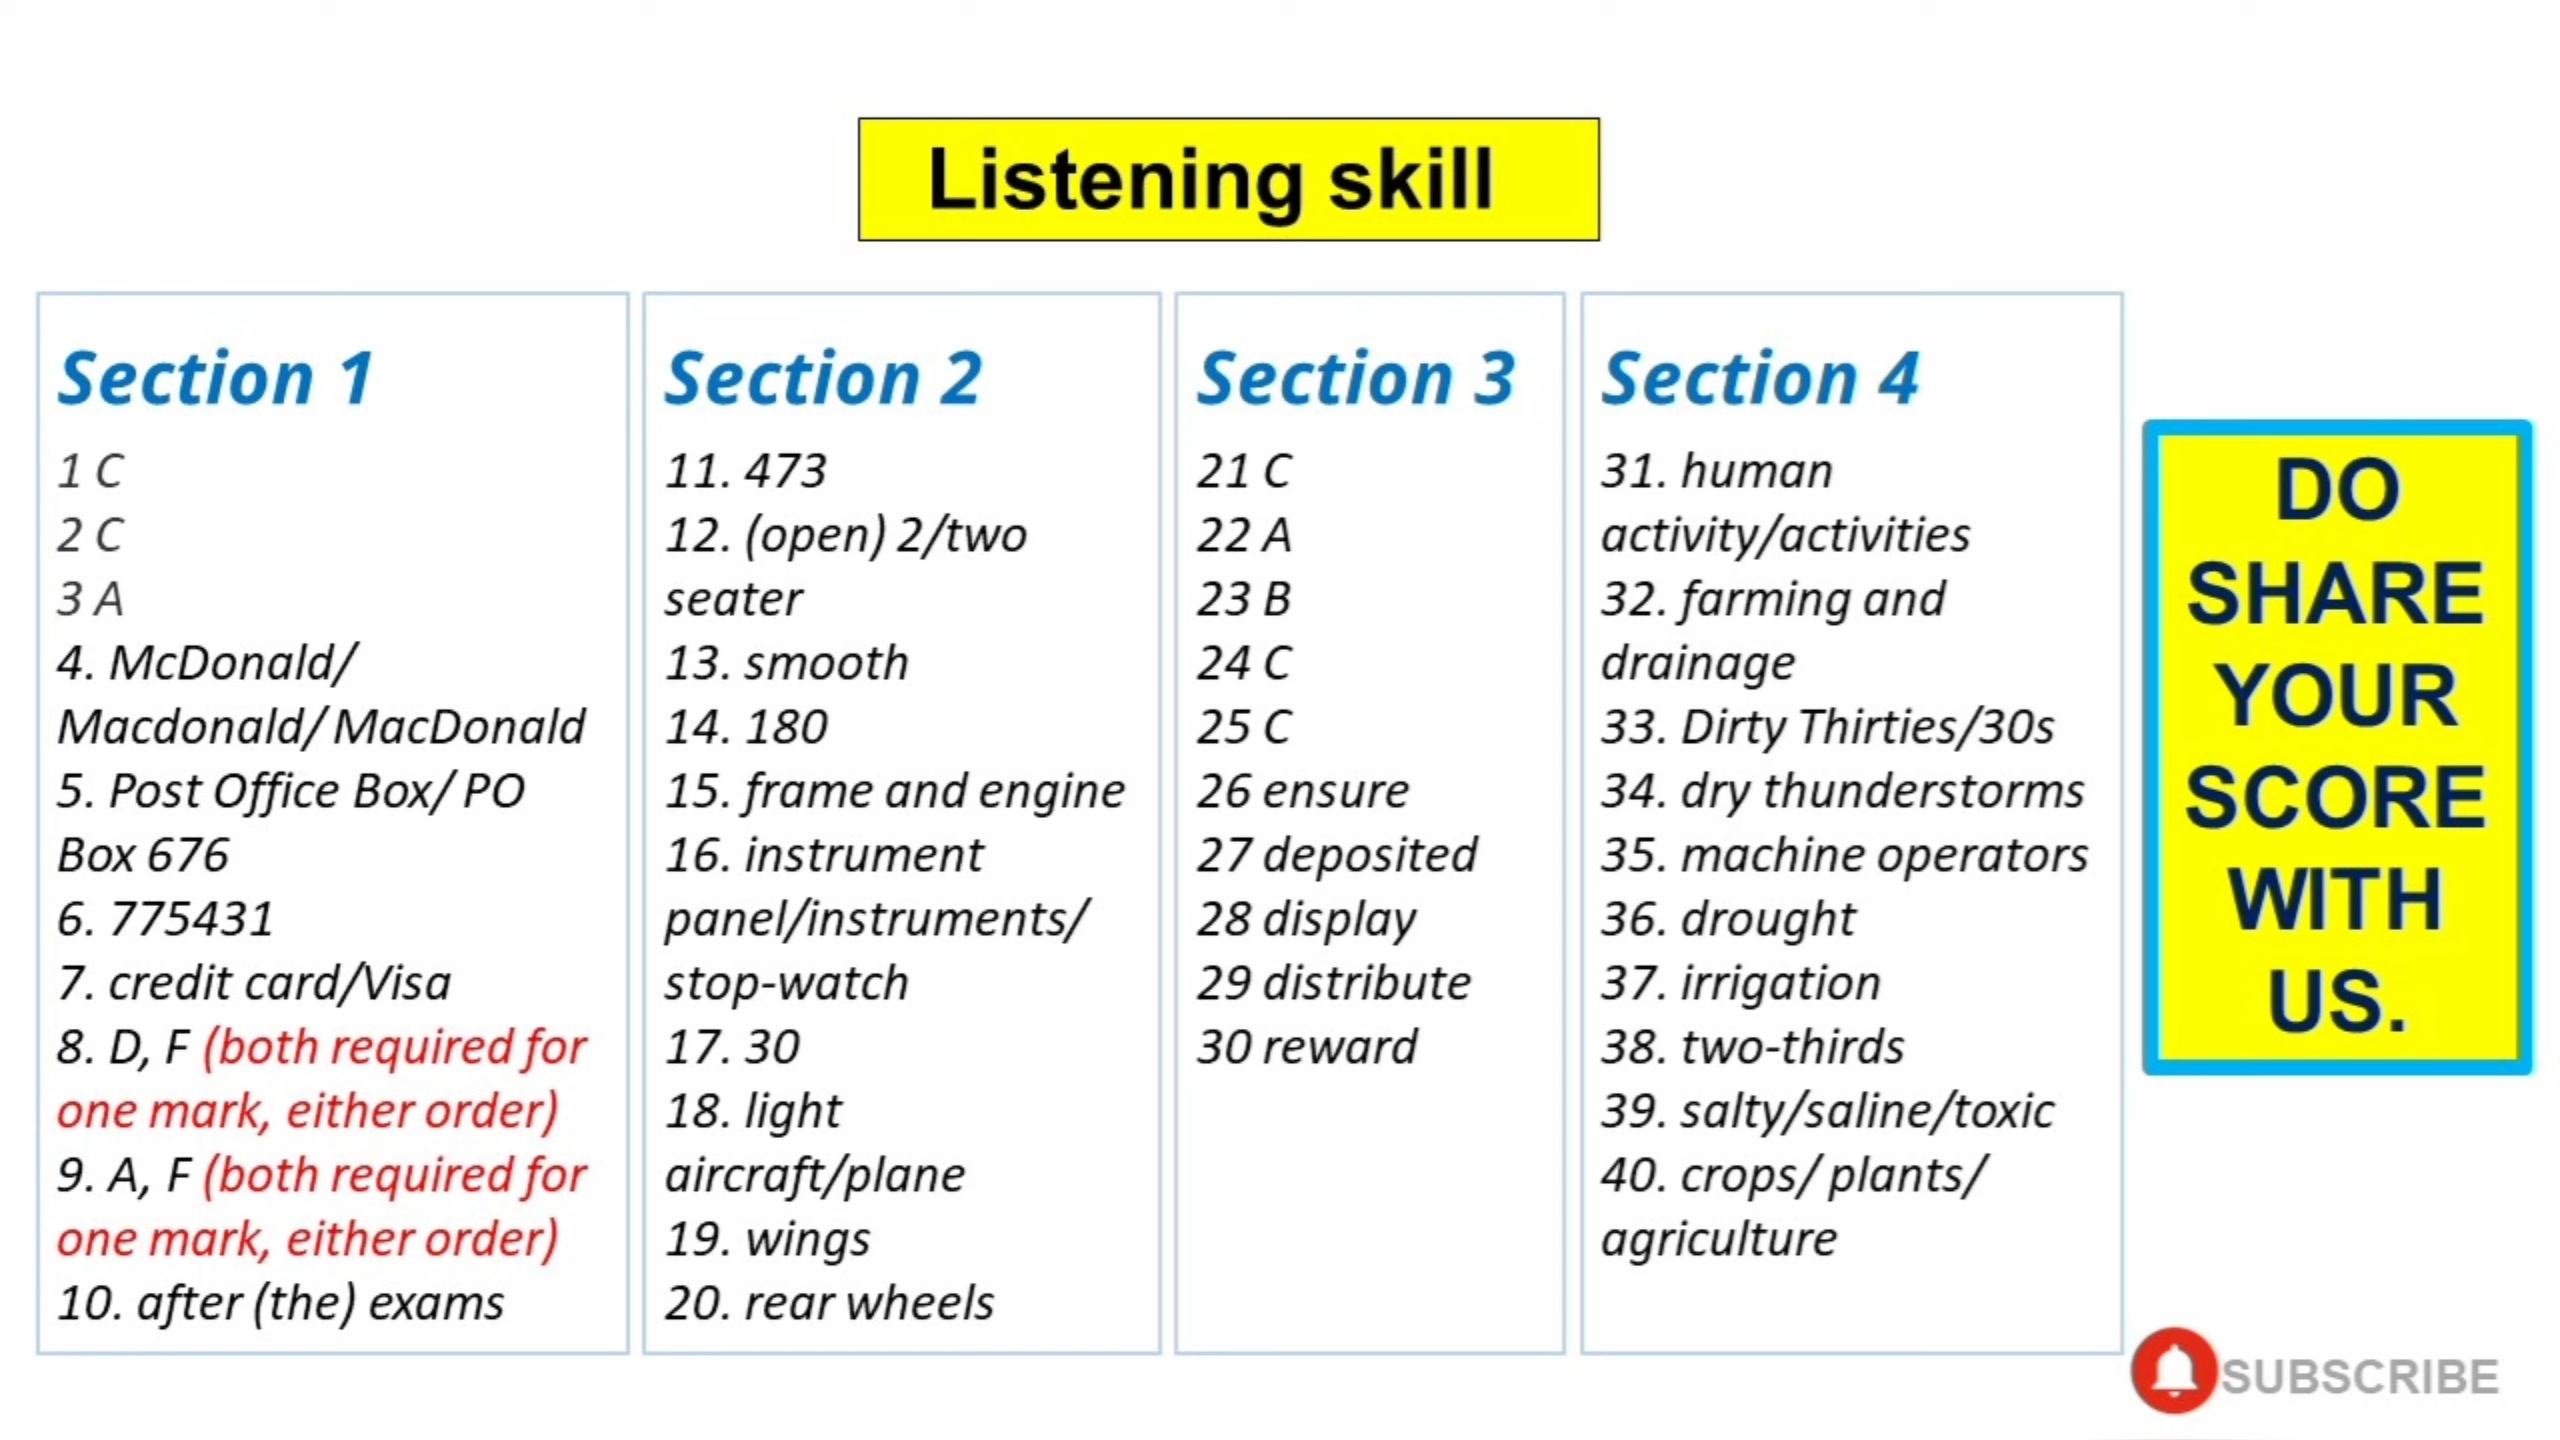 Listening skill
Section 1
1 C
2 C
3 A
4. McDonald/
Macdonald/ MacDonald
5. Post Office Box/ PO
Box 676
6. 775431
7. credit card/Visa
8. D, F (both required for
one mark, either order)
9. A, F (both required for
one mark, either order)
10. after (the) exams
Section 2
11. 473
12. (open) 2/two
seater
13. smooth
14. 180
15. frame and engine
16. instrument
panel/instruments/
stop-watch
17. 30
18. light
aircraft/plane
19. wings
20. rear wheels
Section 3
21 C
22 A
23 B
24 C
25 C
26 ensure
27 deposited
28 display
29 distribute
30 reward
Section 4
31. human
activity/activities
32. farming and
drainage
33. Dirty Thirties/30s
34. dry thunderstorms
35. machine operators
36. drought
37. irrigation
38. two-thirds
39. salty/saline/toxic
40. crops/ plants/
agriculture
DO
SHARE
YOUR
SCORE
WITH
US.
SUBSCRIBE